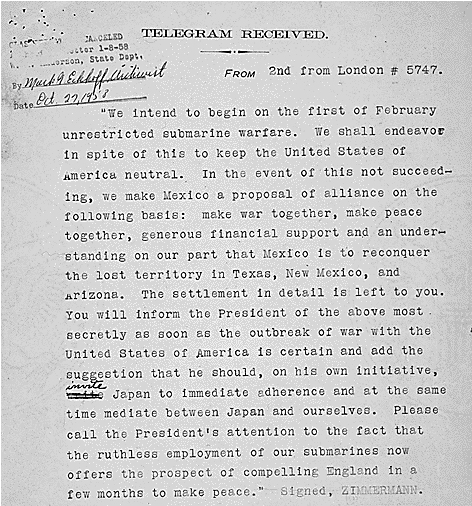 TELEGRAM RECEIVED.
CANCELED
1-8-58
State Dept.
By Mark G Eckhoff Archivist
Date Oct. 27, 1958
FROM 2nd from London # 5747.
"We intend to begin on the first of February
unrestricted submarine warfare. We shall endeavor
in spite of this to keep the United States of
America neutral. In the event of this not succeed-
ing, we make Mexico a proposal of alliance on the
following basis: make war together, make peace
together, generous financial support and an under-
standing on our part that Mexico is to reconquer
the lost territory in Texas, New Mexico, and
Arizona. The settlement in detail is left to you.
You will inform the President of the above most
secretly as soon as the outbreak of war with the
United States of America is certain and add the
suggestion that he should, on his own initiative,
invite
Japan to immediate adherence and at the same
time mediate between Japan and ourselves. Please
call the President's attention to the fact that
the ruthless employment of our submarines now
offers the prospect of compelling England in a
few months to make peace." Signed, ZIMMERMANN.